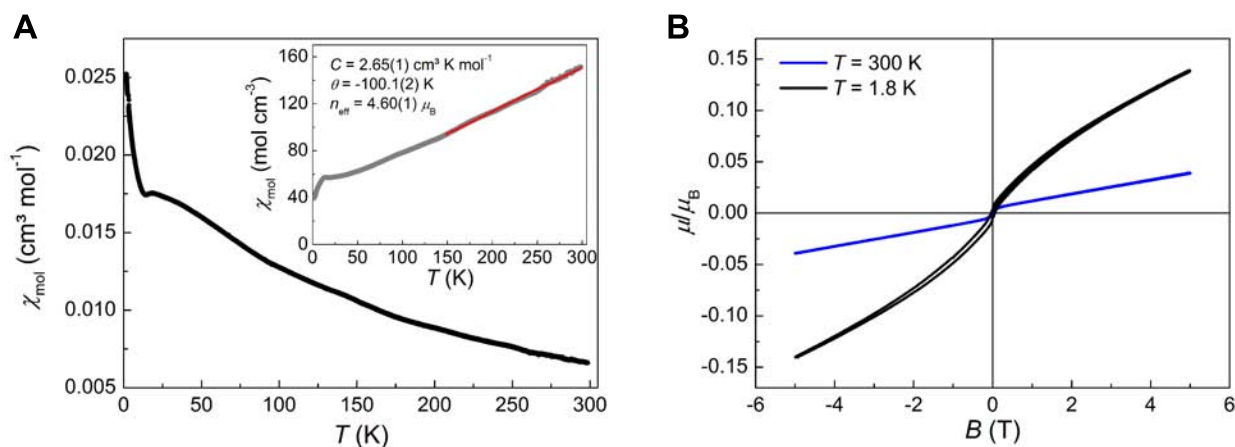 A
χmol (cm³ mol-1)
0.025
0.020
0.015
0.010
0.005
0 50 100 150 200 250 300
T (K)
χmol (mol cm-3)
160
120
80
40
0
C = 2.65(1) cm³ K mol-1
θ = -100.1(2) K
neff = 4.60(1) μB
0 50 100 150 200 250 300
T (K)
B
μ/μB
0.15
0.10
0.05
0.00
-0.05
-0.10
-0.15
T = 300 K
T = 1.8 K
-6 -4 -2 0 2 4 6
B (T)